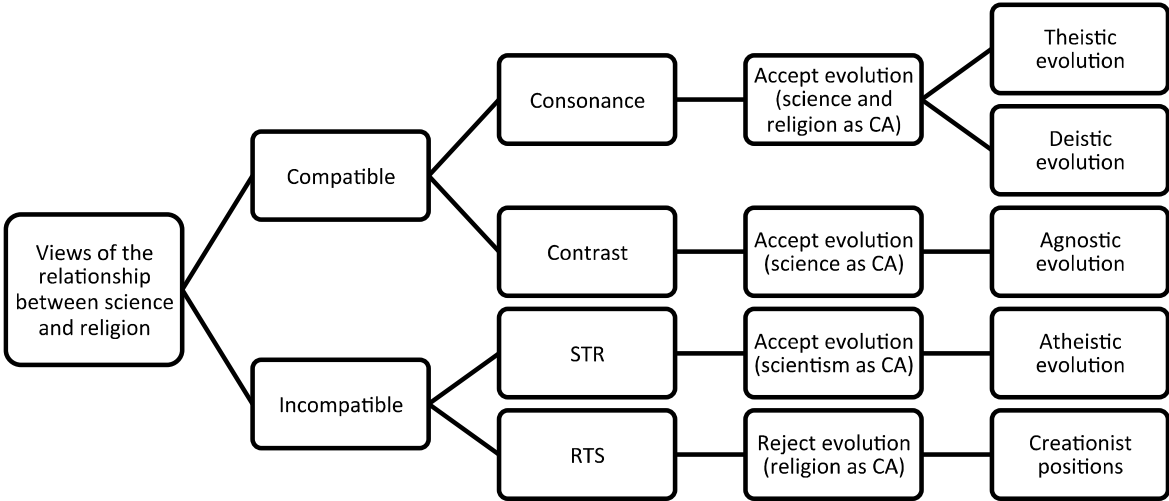 Views of the
relationship
between science
and religion
Compatible
Incompatible
Consonance
Contrast
STR
RTS
Accept evolution
(science and
religion as CA)
Accept evolution
(science as CA)
Accept evolution
(scientism as CA)
Reject evolution
(religion as CA)
Theistic
evolution
Deistic
evolution
Agnostic
evolution
Atheistic
evolution
Creationist
positions